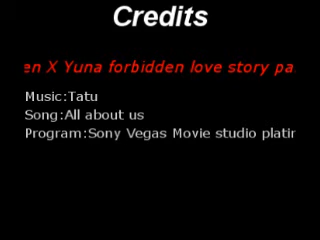 Credits
en X Yuna forbidden love story pa
Music:Tatu
Song:All about us
Program:Sony Vegas Movie studio platin